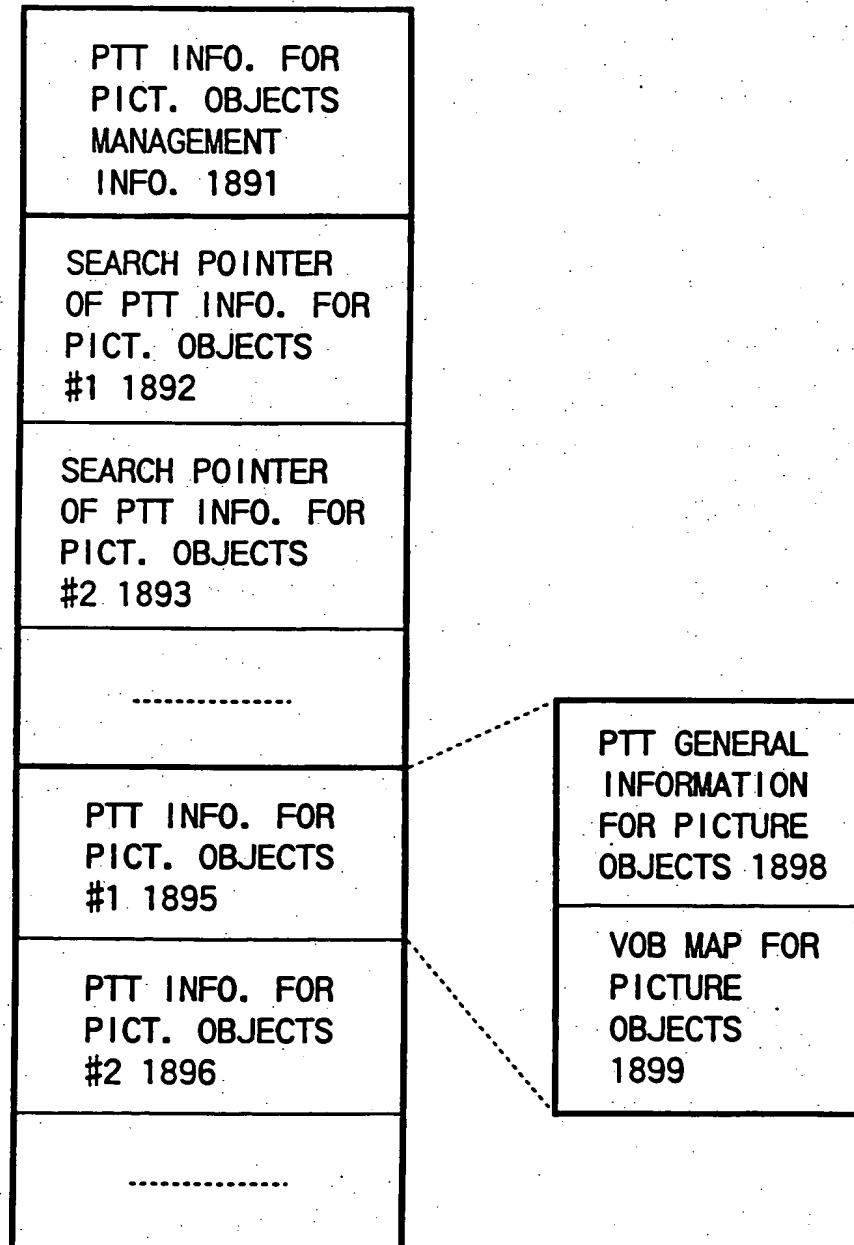 PTT INFO. FOR
PICT. OBJECTS
MANAGEMENT
INFO. 1891
SEARCH POINTER
OF PTT INFO. FOR
PICT. OBJECTS
#1 1892
SEARCH POINTER
OF PTT INFO. FOR
PICT. OBJECTS
#2 1893
PTT INFO. FOR
PICT. OBJECTS
#1 1895
PTT INFO. FOR
PICT. OBJECTS
#2 1896
PTT GENERAL
INFORMATION
FOR PICTURE
OBJECTS 1898
VOB MAP FOR
PICTURE
OBJECTS
1899